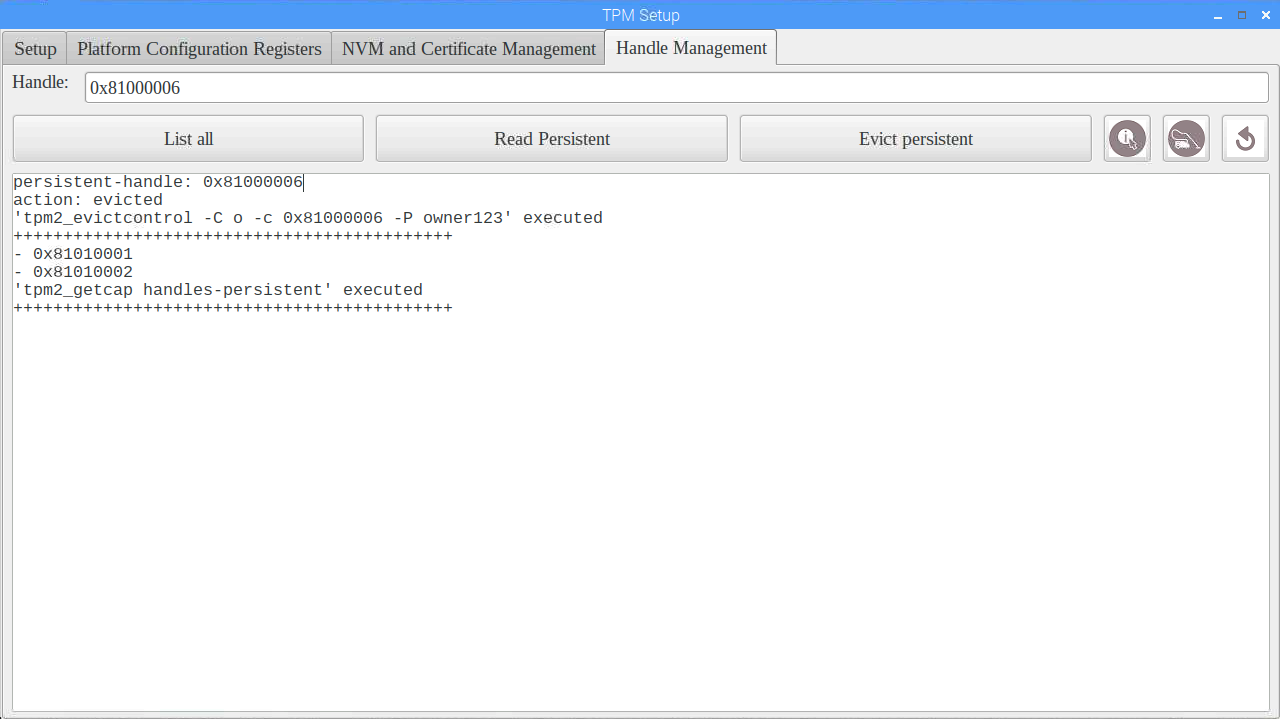 TPM Setup
Setup
Platform Configuration Registers
NVM and Certificate Management
Handle Management
Handle:
0x81000006
List all
Read Persistent
Evict persistent
persistent-handle: 0x81000006
action: evicted
'tpm2_evictcontrol -C o -c 0x81000006 -P owner123' executed
++++++++++++++++++++++++++++++++++++++++++++
- 0x81010001
- 0x81010002
'tpm2_getcap handles-persistent' executed
++++++++++++++++++++++++++++++++++++++++++++